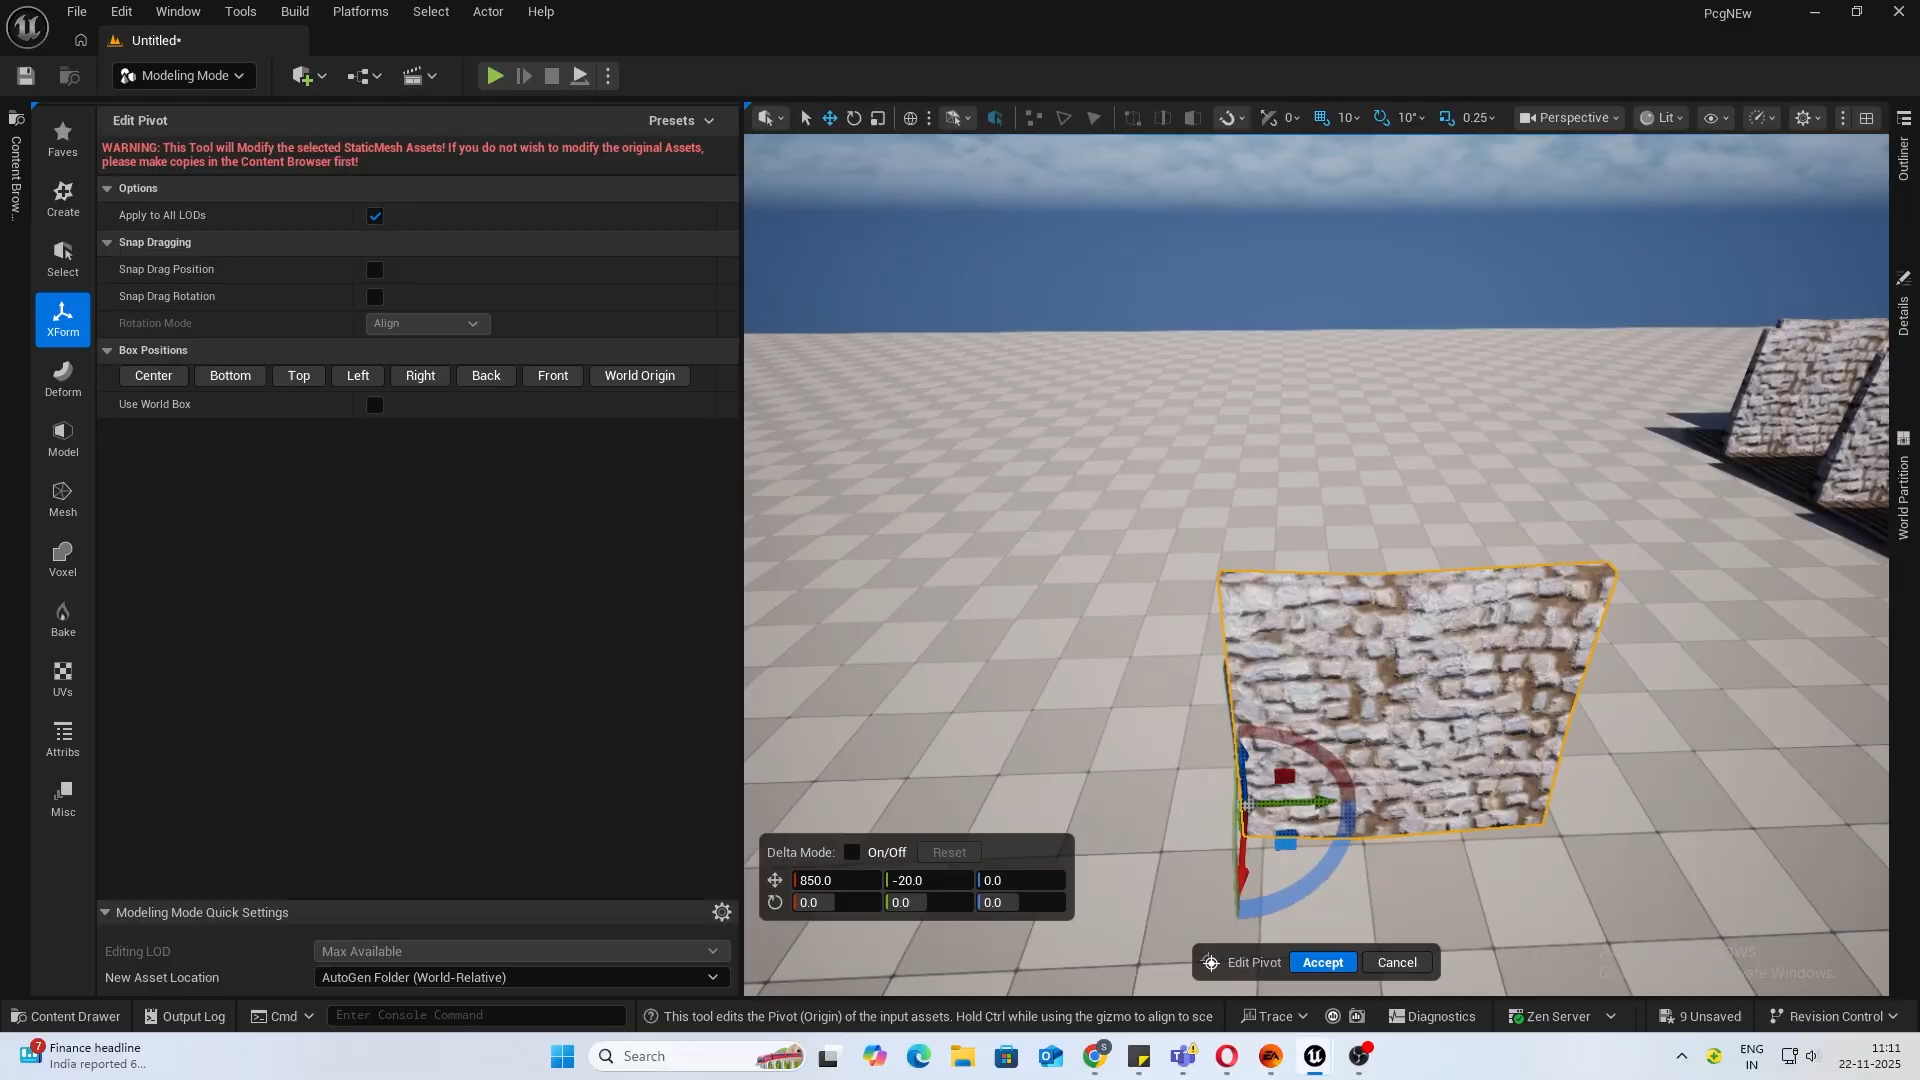 File Edit Window Tools Build Platforms Select Actor Help
PcgNEw
Untitled*
Modeling Mode
Content Brow...
Faves
Create
Select
XForm
Deform
Model
Mesh
Voxel
Bake
UVs
Attribs
Misc
Edit Pivot
Presets
WARNING: This Tool will Modify the selected StaticMesh Assets! If you do not wish to modify the original Assets,
please make copies in the Content Browser first!
Options
Apply to All LODs
Snap Dragging
Snap Drag Position
Snap Drag Rotation
Rotation Mode
Align
Box Positions
Center Bottom Top Left Right Back Front World Origin
Use World Box
Modeling Mode Quick Settings
Editing LOD
Max Available
New Asset Location
AutoGen Folder (World-Relative)
0 10 10° 0.25 Perspective Lit
Delta Mode: On/Off Reset
850.0 -20.0 0.0
0.0 0.0 0.0
Edit Pivot Accept Cancel
Outliner
Details
World Partition
Content Drawer Output Log Cmd Enter Console Command
This tool edits the Pivot (Origin) of the input assets. Hold Ctrl while using the gizmo to align to sce
Trace Diagnostics Zen Server 9 Unsaved Revision Control
7
Finance headline
India reported 6...
Search
S
EA
ENG
IN
11:11
22-11-2025